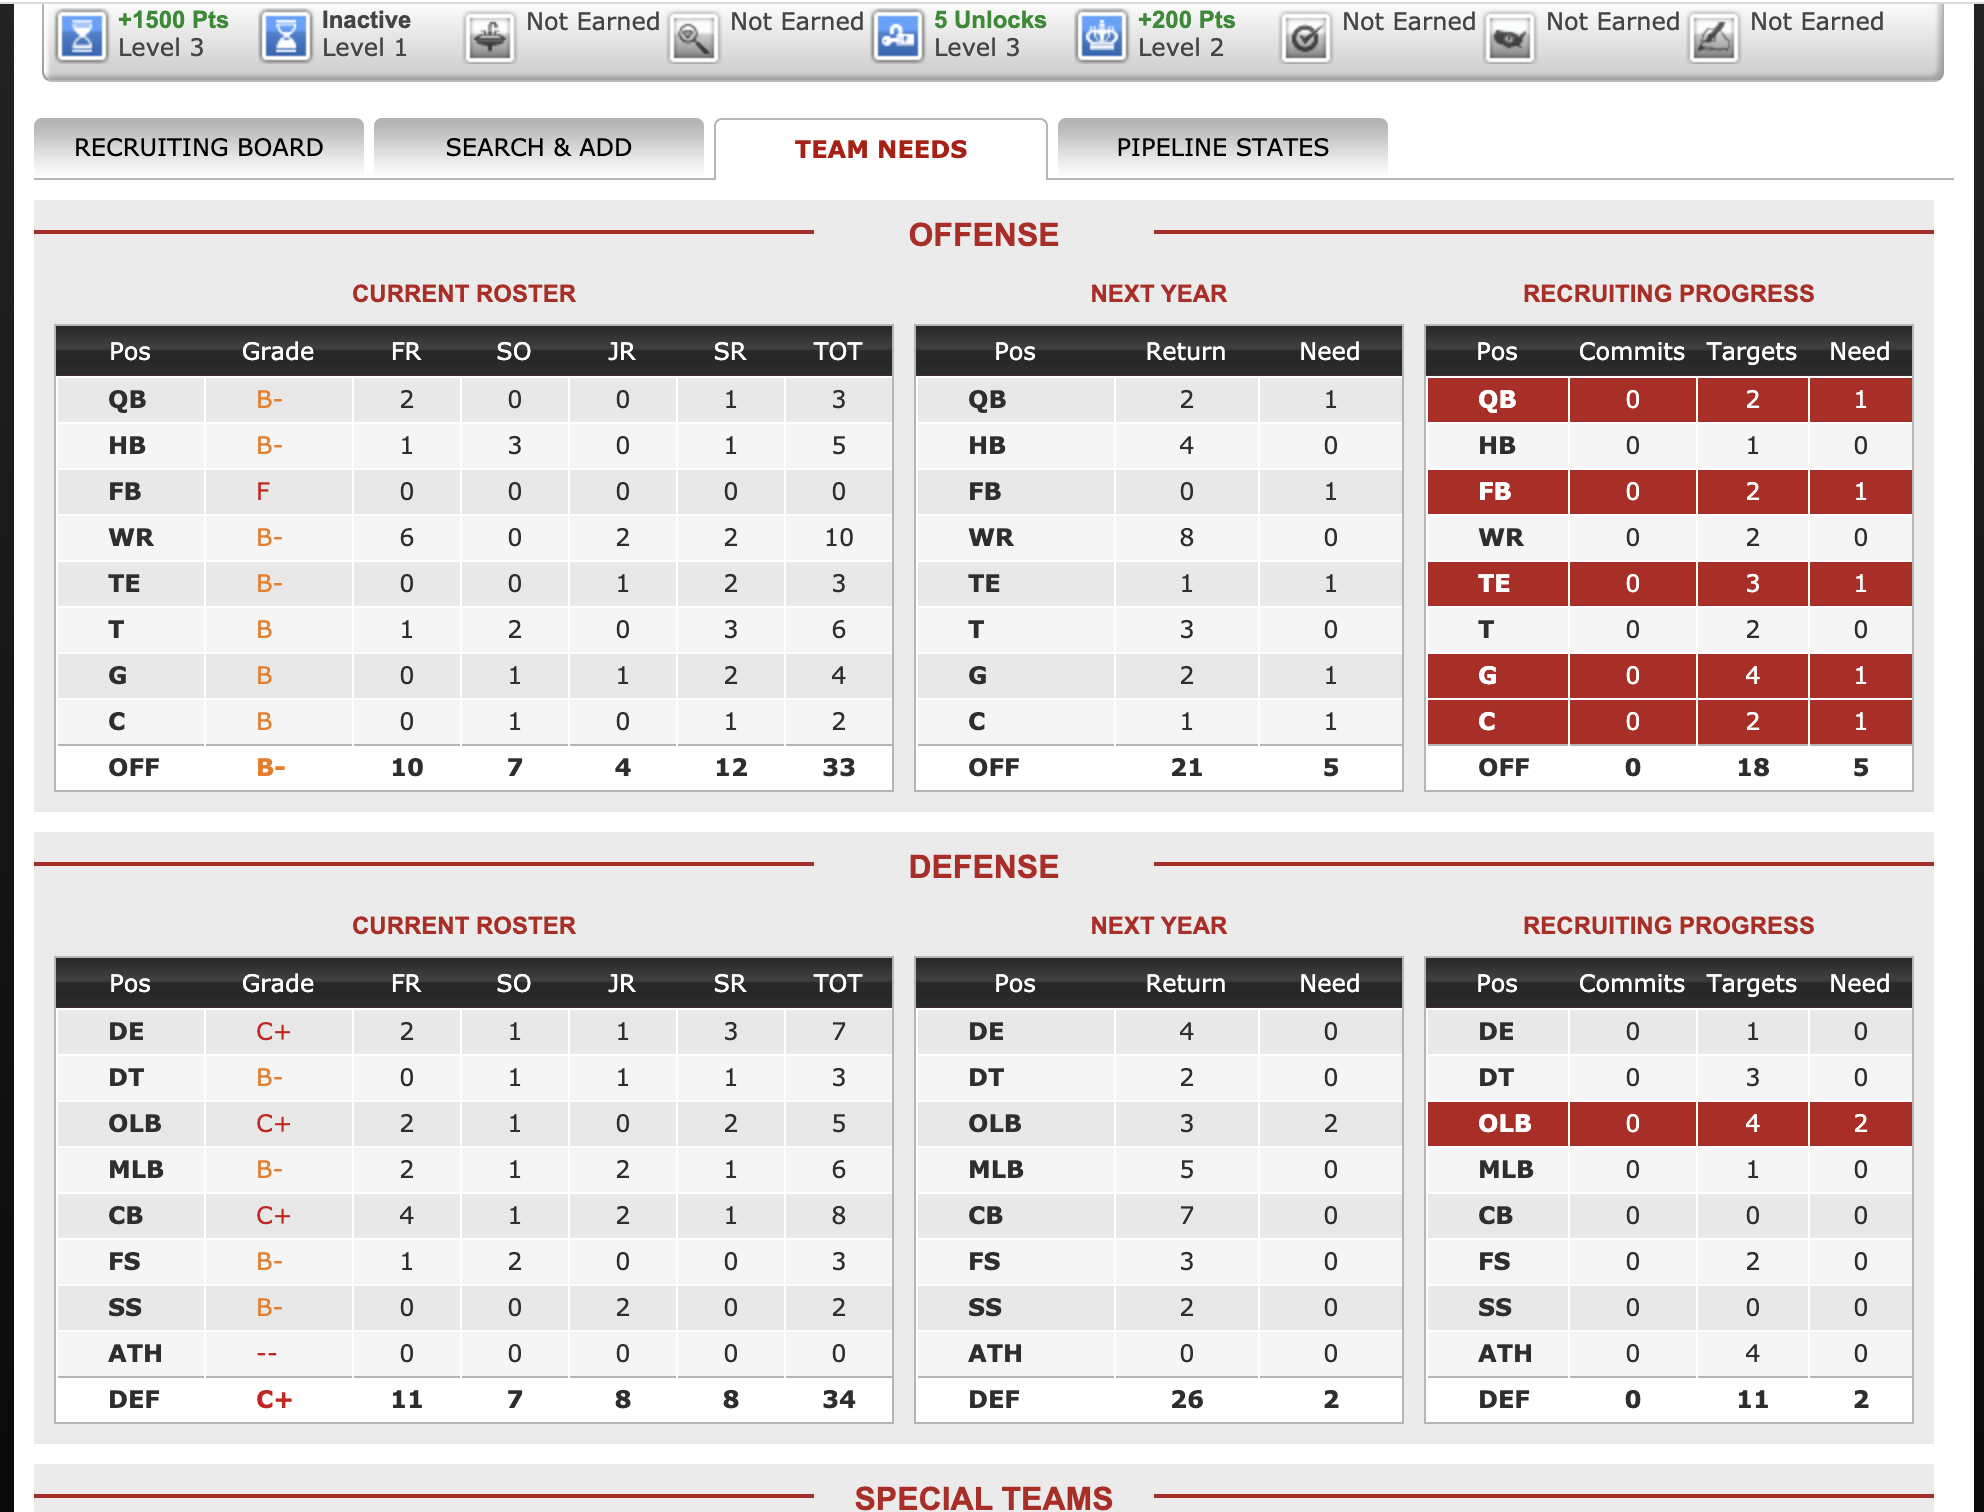 +1500 Pts Inactive Not Earned Not Earned 5 Unlocks +200 Pts Not Earned Not Earned Not Earned
Level 3 Level 1 Level 3 Level 2
RECRUITING BOARD SEARCH & ADD TEAM NEEDS PIPELINE STATES
OFFENSE
CURRENT ROSTER NEXT YEAR RECRUITING PROGRESS
Pos Grade FR SO JR SR TOT Pos Return Need Pos Commits Targets Need
QB B- 2 0 0 1 3 QB 2 1 QB 0 2 1
HB B- 1 3 0 1 5 HB 4 0 HB 0 1 0
FB F 0 0 0 0 0 FB 0 1 FB 0 2 1
WR B- 6 0 2 2 10 WR 8 0 WR 0 2 0
TE B- 0 0 1 2 3 TE 1 1 TE 0 3 1
T B 1 2 0 3 6 T 3 0 T 0 2 0
G B 0 1 1 2 4 G 2 1 G 0 4 1
C B 0 1 0 1 2 C 1 1 C 0 2 1
OFF B- 10 7 4 12 33 OFF 21 5 OFF 0 18 5
DEFENSE
CURRENT ROSTER NEXT YEAR RECRUITING PROGRESS
Pos Grade FR SO JR SR TOT Pos Return Need Pos Commits Targets Need
DE C+ 2 1 1 3 7 DE 4 0 DE 0 1 0
DT B- 0 1 1 1 3 DT 2 0 DT 0 3 0
OLB C+ 2 1 0 2 5 OLB 3 2 OLB 0 4 2
MLB B- 2 1 2 1 6 MLB 5 0 MLB 0 1 0
CB C+ 4 1 2 1 8 CB 7 0 CB 0 0 0
FS B- 1 2 0 0 3 FS 3 0 FS 0 2 0
SS B- 0 0 2 0 2 SS 2 0 SS 0 0 0
ATH -- 0 0 0 0 0 ATH 0 0 ATH 0 4 0
DEF C+ 11 7 8 8 34 DEF 26 2 DEF 0 11 2
SPECIAL TEAMS